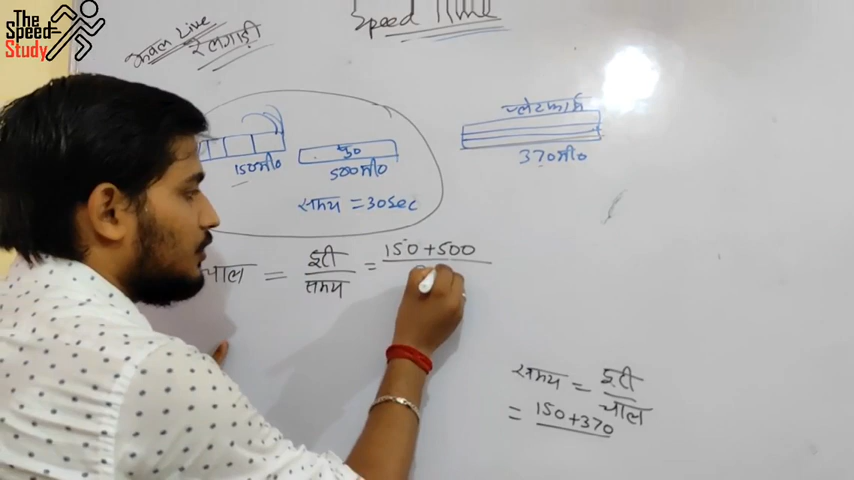 The
Speed
Study
Speed Time
केवल Live
रेलगाड़ी
प्लेटफार्म
150मी०
500मी०
370मी०
समय = 30Sec
चाल = दूरी / समय = 150+500
समय = दूरी / चाल
= 150+370